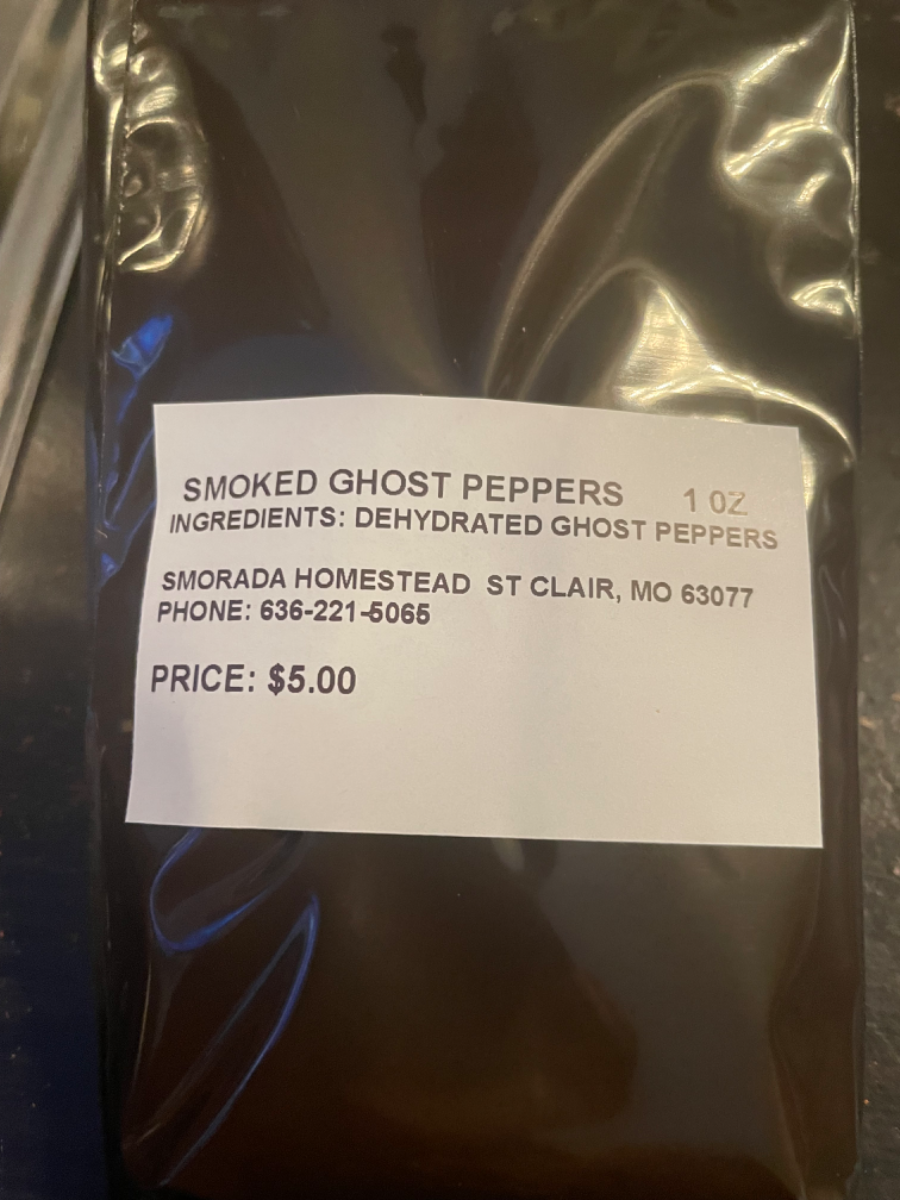 SMOKED GHOST PEPPERS 1 OZ
INGREDIENTS: DEHYDRATED GHOST PEPPERS
SMORADA HOMESTEAD ST CLAIR, MO 63077
PHONE: 636-221-5065
PRICE: $5.00